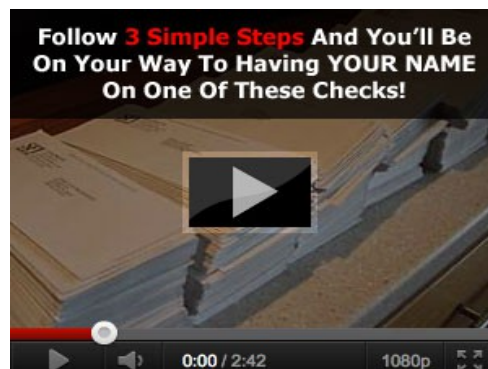 Follow 3 Simple Steps And You'll Be
On Your Way To Having YOUR NAME
On One Of These Checks!
0:00 / 2:42 1080p